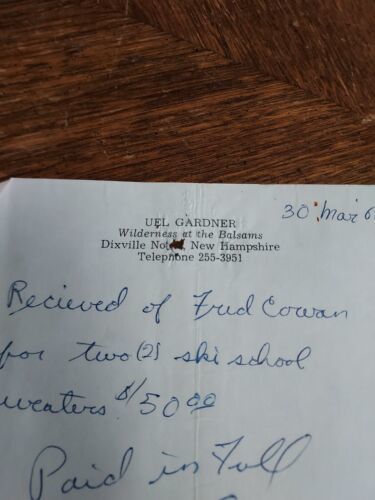 UEL GARDNER
Wilderness at the Balsams
Dixville Notch, New Hampshire
Telephone 255-3951
30 Mar 6
Recieved of Fred Cowan
for two (2) ski school
sweaters $150.00
Paid in Full